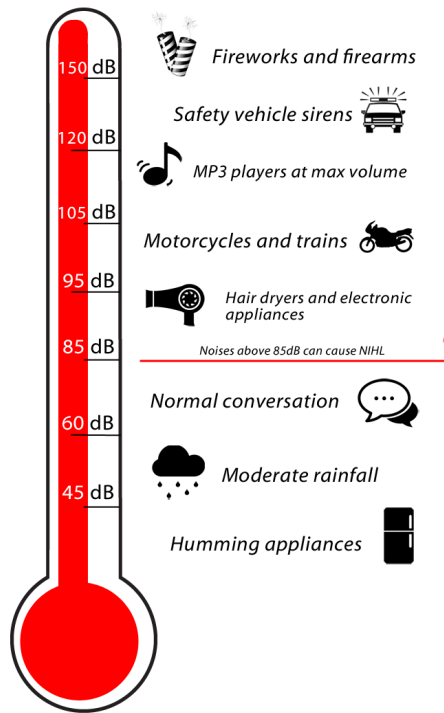 150 dB
Fireworks and firearms
Safety vehicle sirens
120 dB
MP3 players at max volume
105 dB
Motorcycles and trains
95 dB
Hair dryers and electronic
appliances
85 dB
Noises above 85dB can cause NIHL
Normal conversation
60 dB
Moderate rainfall
45 dB
Humming appliances